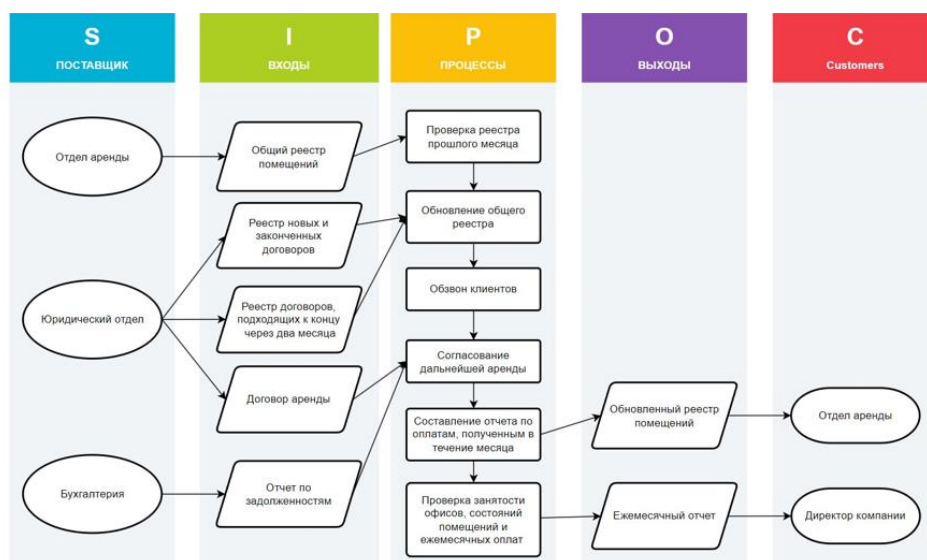 S
ПОСТАВЩИК
I
ВХОДЫ
P
ПРОЦЕССЫ
O
ВЫХОДЫ
C
Customers
Отдел аренды
Общий реестр
помещений
Проверка реестра
прошлого месяца
Реестр новых и
законченных
договоров
Обновление общего
реестра
Обзвон клиентов
Юридический отдел
Реестр договоров,
подходящих к концу
через два месяца
Согласование
дальнейшей аренды
Договор аренды
Составление отчета по
оплатам, полученным в
течение месяца
Обновленный реестр
помещений
Отдел аренды
Бухгалтерия
Отчет по
задолженностям
Проверка занятости
офисов, состояний
помещений и
ежемесячных оплат
Ежемесячный отчет
Директор компании